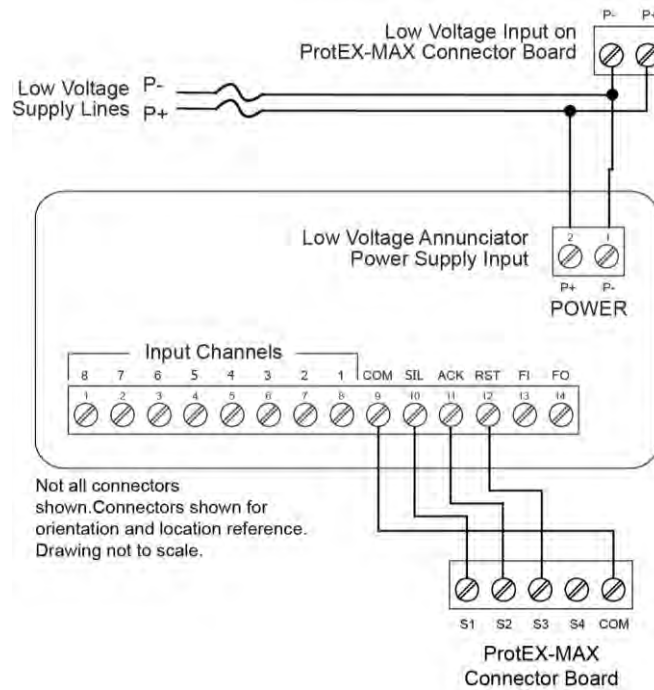 P- P+
Low Voltage Input on
ProtEX-MAX Connector Board
Low Voltage
Supply Lines
P-
P+
Low Voltage Annunciator
Power Supply Input
2 1
P+ P-
POWER
Input Channels
8 7 6 5 4 3 2 1 COM SIL ACK RST FI FO
1 2 3 4 5 6 7 8 9 10 11 12 13 14
Not all connectors
shown.Connectors shown for
orientation and location reference.
Drawing not to scale.
S1 S2 S3 S4 COM
ProtEX-MAX
Connector Board